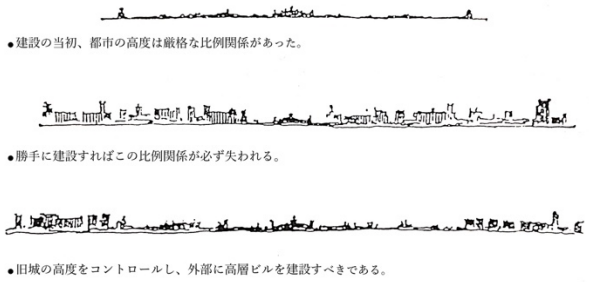 ●建設の当初、都市の高度は厳格な比例関係があった。
●勝手に建設すればこの比例関係が必ず失われる。
●旧城の高度をコントロールし、外部に高層ビルを建設すべきである。